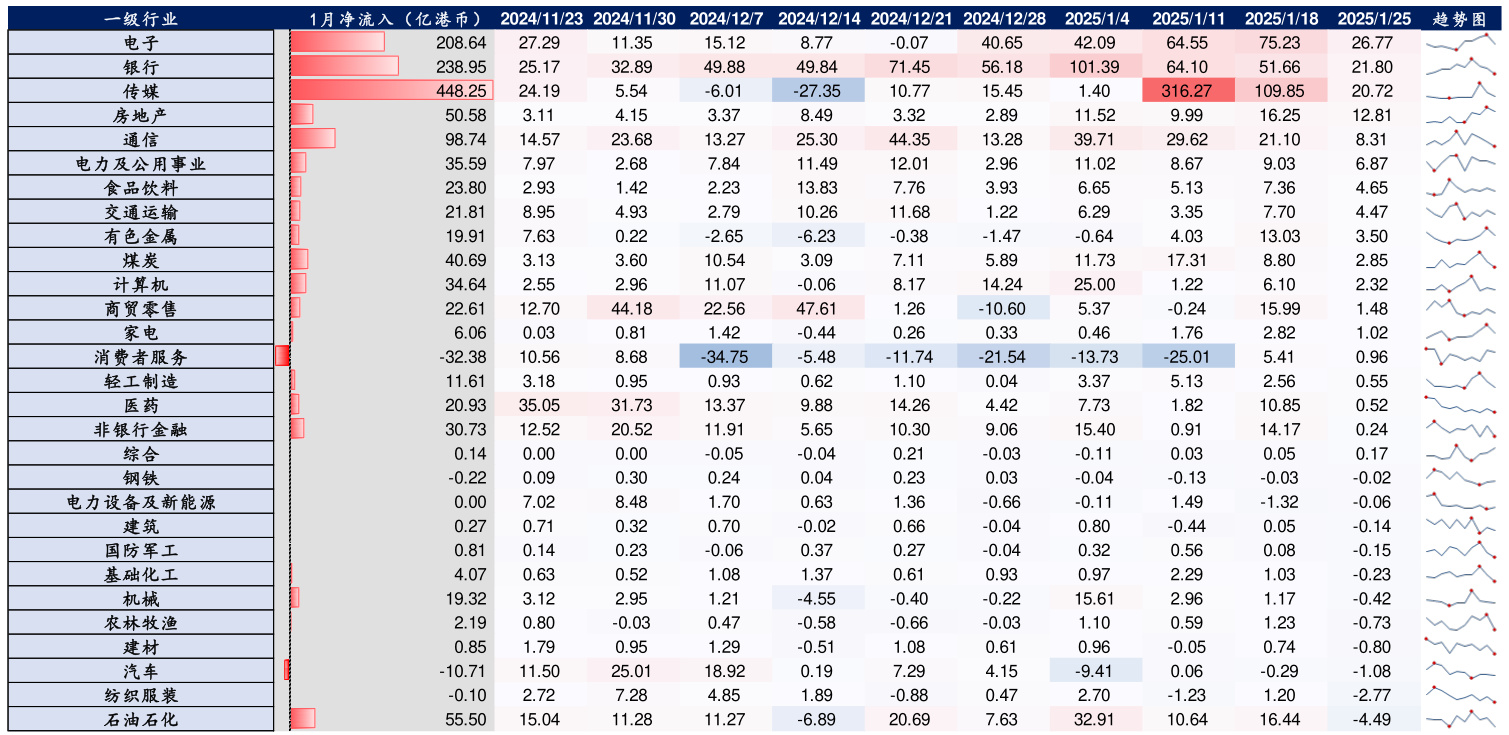 一级行业 1月净流入（亿港币） 2024/11/23 2024/11/30 2024/12/7 2024/12/14 2024/12/21 2024/12/28 2025/1/4 2025/1/11 2025/1/18 2025/1/25 趋势图
电子 208.64 27.29 11.35 15.12 8.77 -0.07 40.65 42.09 64.55 75.23 26.77
银行 238.95 25.17 32.89 49.88 49.84 71.45 56.18 101.39 64.10 51.66 21.80
传媒 448.25 24.19 5.54 -6.01 -27.35 10.77 15.45 1.40 316.27 109.85 20.72
房地产 50.58 3.11 4.15 3.37 8.49 3.32 2.89 11.52 9.99 16.25 12.81
通信 98.74 14.57 23.68 13.27 25.30 44.35 13.28 39.71 29.62 21.10 8.31
电力及公用事业 35.59 7.97 2.68 7.84 11.49 12.01 2.96 11.02 8.67 9.03 6.87
食品饮料 23.80 2.93 1.42 2.23 13.83 7.76 3.93 6.65 5.13 7.36 4.65
交通运输 21.81 8.95 4.93 2.79 10.26 11.68 1.22 6.29 3.35 7.70 4.47
有色金属 19.91 7.63 0.22 -2.65 -6.23 -0.38 -1.47 -0.64 4.03 13.03 3.50
煤炭 40.69 3.13 3.60 10.54 3.09 7.11 5.89 11.73 17.31 8.80 2.85
计算机 34.64 2.55 2.96 11.07 -0.06 8.17 14.24 25.00 1.22 6.10 2.32
商贸零售 22.61 12.70 44.18 22.56 47.61 1.26 -10.60 5.37 -0.24 15.99 1.48
家电 6.06 0.03 0.81 1.42 -0.44 0.26 0.33 0.46 1.76 2.82 1.02
消费者服务 -32.38 10.56 8.68 -34.75 -5.48 -11.74 -21.54 -13.73 -25.01 5.41 0.96
轻工制造 11.61 3.18 0.95 0.93 0.62 1.10 0.04 3.37 5.13 2.56 0.55
医药 20.93 35.05 31.73 13.37 9.88 14.26 4.42 7.73 1.82 10.85 0.52
非银行金融 30.73 12.52 20.52 11.91 5.65 10.30 9.06 15.40 0.91 14.17 0.24
综合 0.14 0.00 0.00 -0.05 -0.04 0.21 -0.03 -0.11 0.03 0.05 0.17
钢铁 -0.22 0.09 0.30 0.24 0.04 0.23 0.03 -0.04 -0.13 -0.03 -0.02
电力设备及新能源 0.00 7.02 8.48 1.70 0.63 1.36 -0.66 -0.11 1.49 -1.32 -0.06
建筑 0.27 0.71 0.32 0.70 -0.02 0.66 -0.04 0.80 -0.44 0.05 -0.14
国防军工 0.81 0.14 0.23 -0.06 0.37 0.27 -0.04 0.32 0.56 0.08 -0.15
基础化工 4.07 0.63 0.52 1.08 1.37 0.61 0.93 0.97 2.29 1.03 -0.23
机械 19.32 3.12 2.95 1.21 -4.55 -0.40 -0.22 15.61 2.96 1.17 -0.42
农林牧渔 2.19 0.80 -0.03 0.47 -0.58 -0.66 -0.03 1.10 0.59 1.23 -0.73
建材 0.85 1.79 0.95 1.29 -0.51 1.08 0.61 0.96 -0.05 0.74 -0.80
汽车 -10.71 11.50 25.01 18.92 0.19 7.29 4.15 -9.41 0.06 -0.29 -1.08
纺织服装 -0.10 2.72 7.28 4.85 1.89 -0.88 0.47 2.70 -1.23 1.20 -2.77
石油石化 55.50 15.04 11.28 11.27 -6.89 20.69 7.63 32.91 10.64 16.44 -4.49